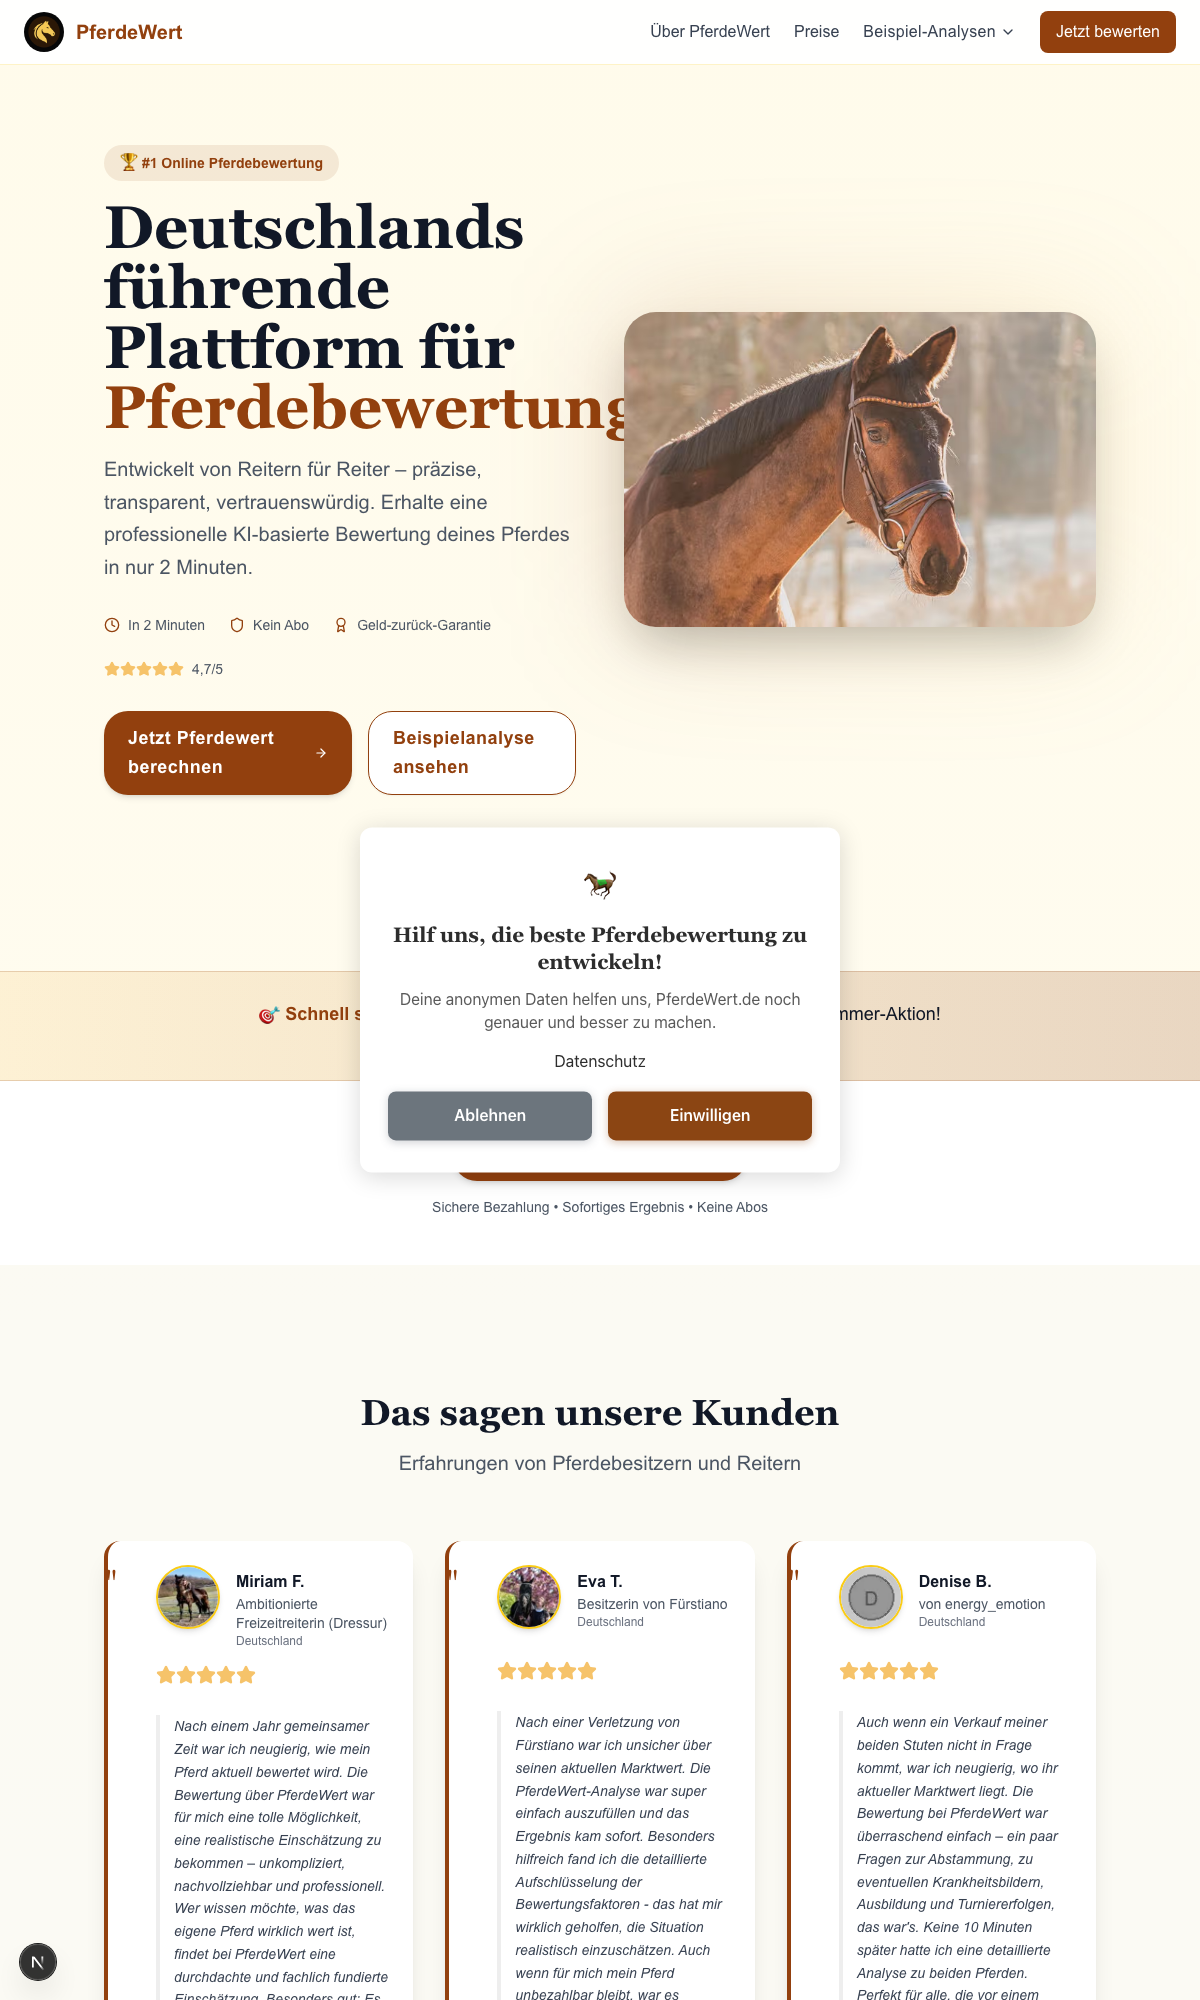 PferdeWert
Über PferdeWert
Preise
Beispiel-Analysen
Jetzt bewerten
🏆 #1 Online Pferdebewertung
Deutschlands
führende
Plattform für
Pferdebewertung
Entwickelt von Reitern für Reiter – präzise,
transparent, vertrauenswürdig. Erhalte eine
professionelle KI-basierte Bewertung deines Pferdes
in nur 2 Minuten.
In 2 Minuten
Kein Abo
Geld-zurück-Garantie
4,7/5
Jetzt Pferdewert
berechnen
Beispielanalyse
ansehen
Hilf uns, die beste Pferdebewertung zu
entwickeln!
Deine anonymen Daten helfen uns, PferdeWert.de noch
genauer und besser zu machen.
Datenschutz
Ablehnen
Einwilligen
🎯 Schnell s
mmer-Aktion!
Sichere Bezahlung • Sofortiges Ergebnis • Keine Abos
Das sagen unsere Kunden
Erfahrungen von Pferdebesitzern und Reitern
"
Miriam F.
Ambitionierte
Freizeitreiterin (Dressur)
Deutschland
Nach einem Jahr gemeinsamer
Zeit war ich neugierig, wie mein
Pferd aktuell bewertet wird. Die
Bewertung über PferdeWert war
für mich eine tolle Möglichkeit,
eine realistische Einschätzung zu
bekommen – unkompliziert,
nachvollziehbar und professionell.
Wer wissen möchte, was das
eigene Pferd wirklich wert ist,
findet bei PferdeWert eine
durchdachte und fachlich fundierte
Einschätzung. Besonders gut: Es
"
Eva T.
Besitzerin von Fürstiano
Deutschland
Nach einer Verletzung von
Fürstiano war ich unsicher über
seinen aktuellen Marktwert. Die
PferdeWert-Analyse war super
einfach auszufüllen und das
Ergebnis kam sofort. Besonders
hilfreich fand ich die detaillierte
Aufschlüsselung der
Bewertungsfaktoren - das hat mir
wirklich geholfen, die Situation
realistisch einzuschätzen. Auch
wenn für mich mein Pferd
unbezahlbar bleibt, war es
"
D
Denise B.
von energy_emotion
Deutschland
Auch wenn ein Verkauf meiner
beiden Stuten nicht in Frage
kommt, war ich neugierig, wo ihr
aktueller Marktwert liegt. Die
Bewertung bei PferdeWert war
überraschend einfach – ein paar
Fragen zur Abstammung, zu
eventuellen Krankheitsbildern,
Ausbildung und Turniererfolgen,
das war's. Keine 10 Minuten
später hatte ich eine detaillierte
Analyse zu beiden Pferden.
Perfekt für alle, die vor einem
N